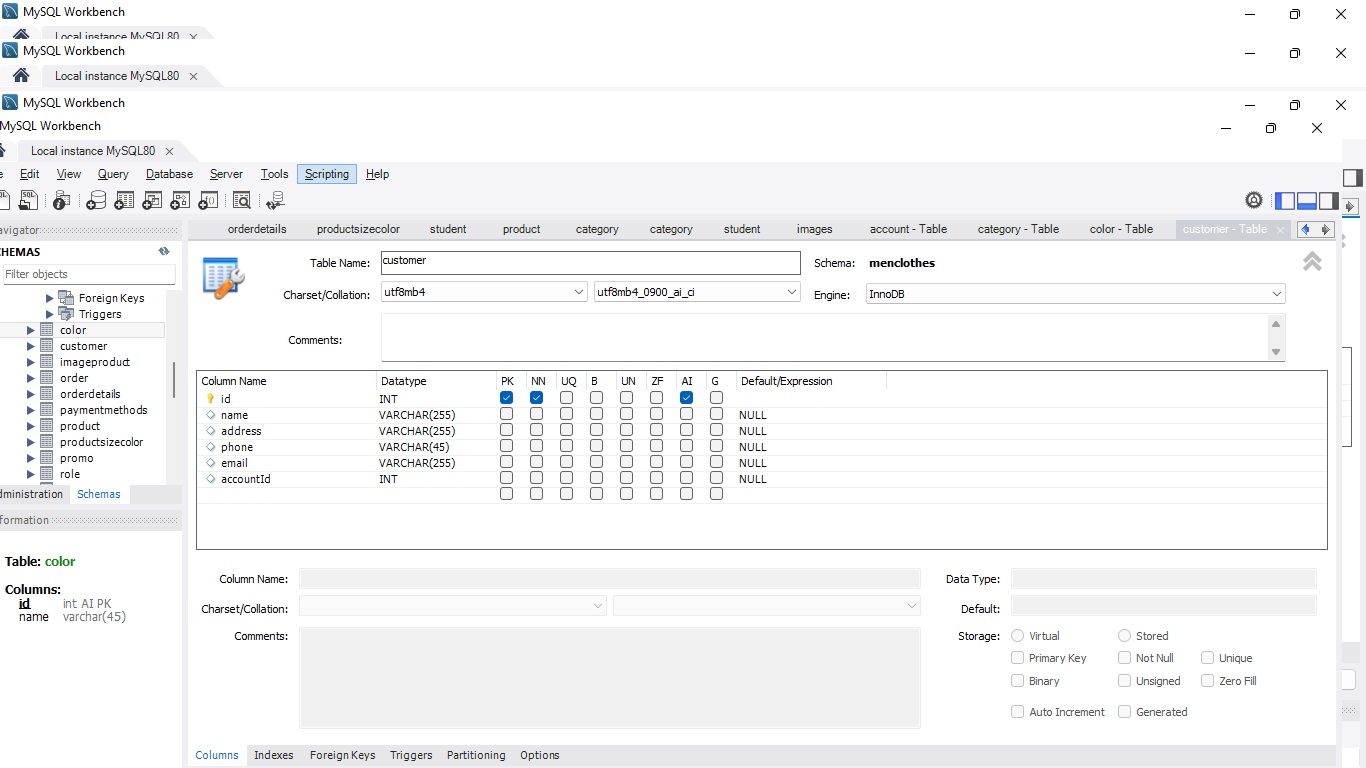 MySQL Workbench
Local instance MySQL80
MySQL Workbench
Local instance MySQL80
MySQL Workbench
MySQL Workbench
Local instance MySQL80
Edit View Query Database Server Tools Scripting Help
avigator
orderdetails productsizecolor student product category category student images account - Table category - Table color - Table customer - Table
CHEMAS
Filter objects
Foreign Keys
Triggers
color
customer
imageproduct
order
orderdetails
paymentmethods
product
productsizecolor
promo
role
dministration Schemas
formation
Table: color
Columns:
id int AI PK
name varchar(45)
Table Name: customer Schema: menclothes
Charset/Collation: utf8mb4 utf8mb4_0900_ai_ci Engine: InnoDB
Comments:
Column Name Datatype PK NN UQ B UN ZF AI G Default/Expression
id INT
name VARCHAR(255) NULL
address VARCHAR(255) NULL
phone VARCHAR(45) NULL
email VARCHAR(255) NULL
accountId INT NULL
Column Name: Data Type:
Charset/Collation: Default:
Comments: Storage: Virtual Stored
Primary Key Not Null Unique
Binary Unsigned Zero Fill
Auto Increment Generated
Columns Indexes Foreign Keys Triggers Partitioning Options